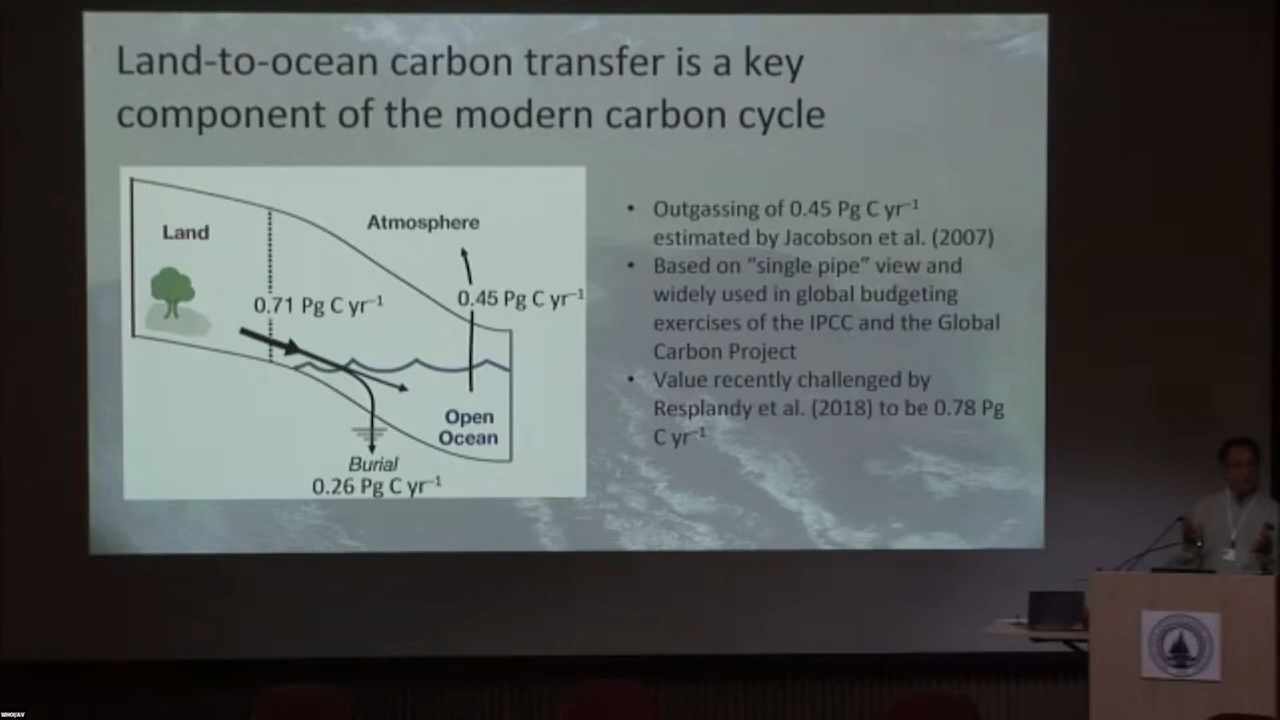 Land-to-ocean carbon transfer is a key
component of the modern carbon cycle
Land
Atmosphere
0.71 Pg C yr⁻¹
0.45 Pg C yr⁻¹
Open
Ocean
Burial
0.26 Pg C yr⁻¹
• Outgassing of 0.45 Pg C yr⁻¹
estimated by Jacobson et al. (2007)
• Based on “single pipe” view and
widely used in global budgeting
exercises of the IPCC and the Global
Carbon Project
• Value recently challenged by
Resplandy et al. (2018) to be 0.78 Pg
C yr⁻¹
WHOI/AV